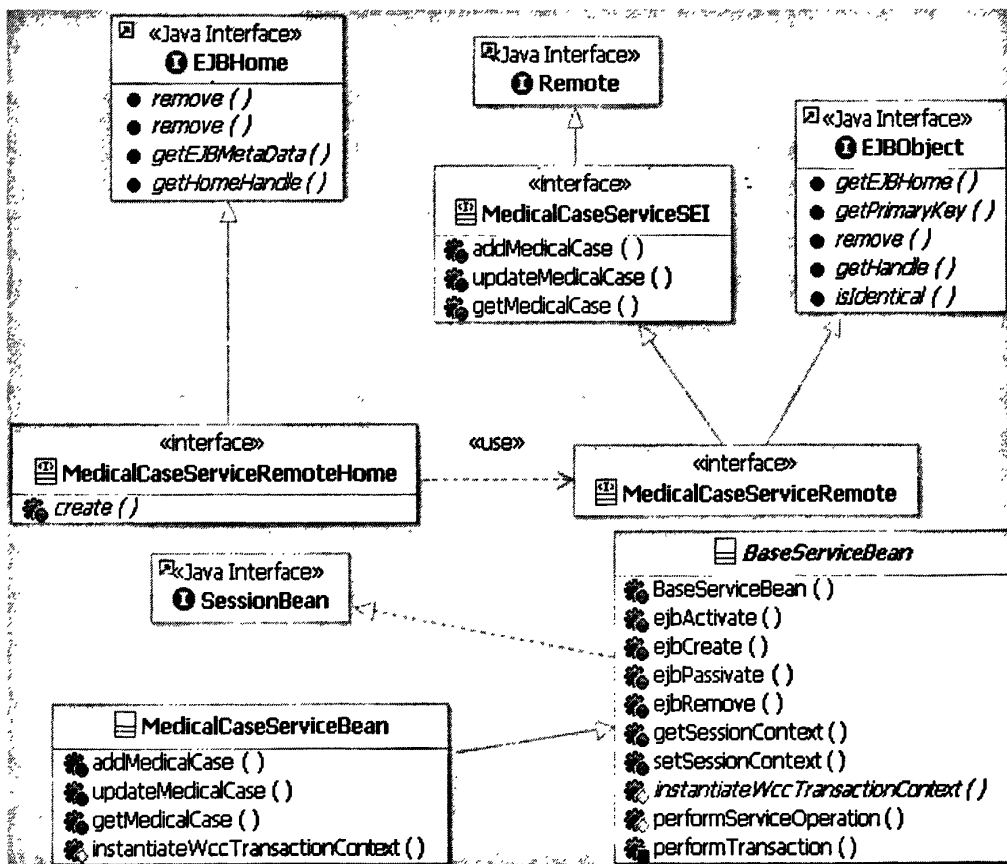 «Java Interface»
EJBHome
remove ( )
remove ( )
getEJBMetaData ( )
getHomeHandle ( )
«Java Interface»
Remote
«Java Interface»
EJBObject
getEJBHome ( )
getPrimaryKey ( )
remove ( )
getHandle ( )
isIdentical ( )
«interface»
MedicalCaseServiceSEI
addMedicalCase ( )
updateMedicalCase ( )
getMedicalCase ( )
«interface»
MedicalCaseServiceRemoteHome
create ( )
«use»
«interface»
MedicalCaseServiceRemote
«Java Interface»
SessionBean
BaseServiceBean
BaseServiceBean ( )
ejbActivate ( )
ejbCreate ( )
ejbPassivate ( )
ejbRemove ( )
getSessionContext ( )
setSessionContext ( )
instantiateWccTransactionContext ( )
performServiceOperation ( )
performTransaction ( )
MedicalCaseServiceBean
addMedicalCase ( )
updateMedicalCase ( )
getMedicalCase ( )
instantiateWccTransactionContext ( )